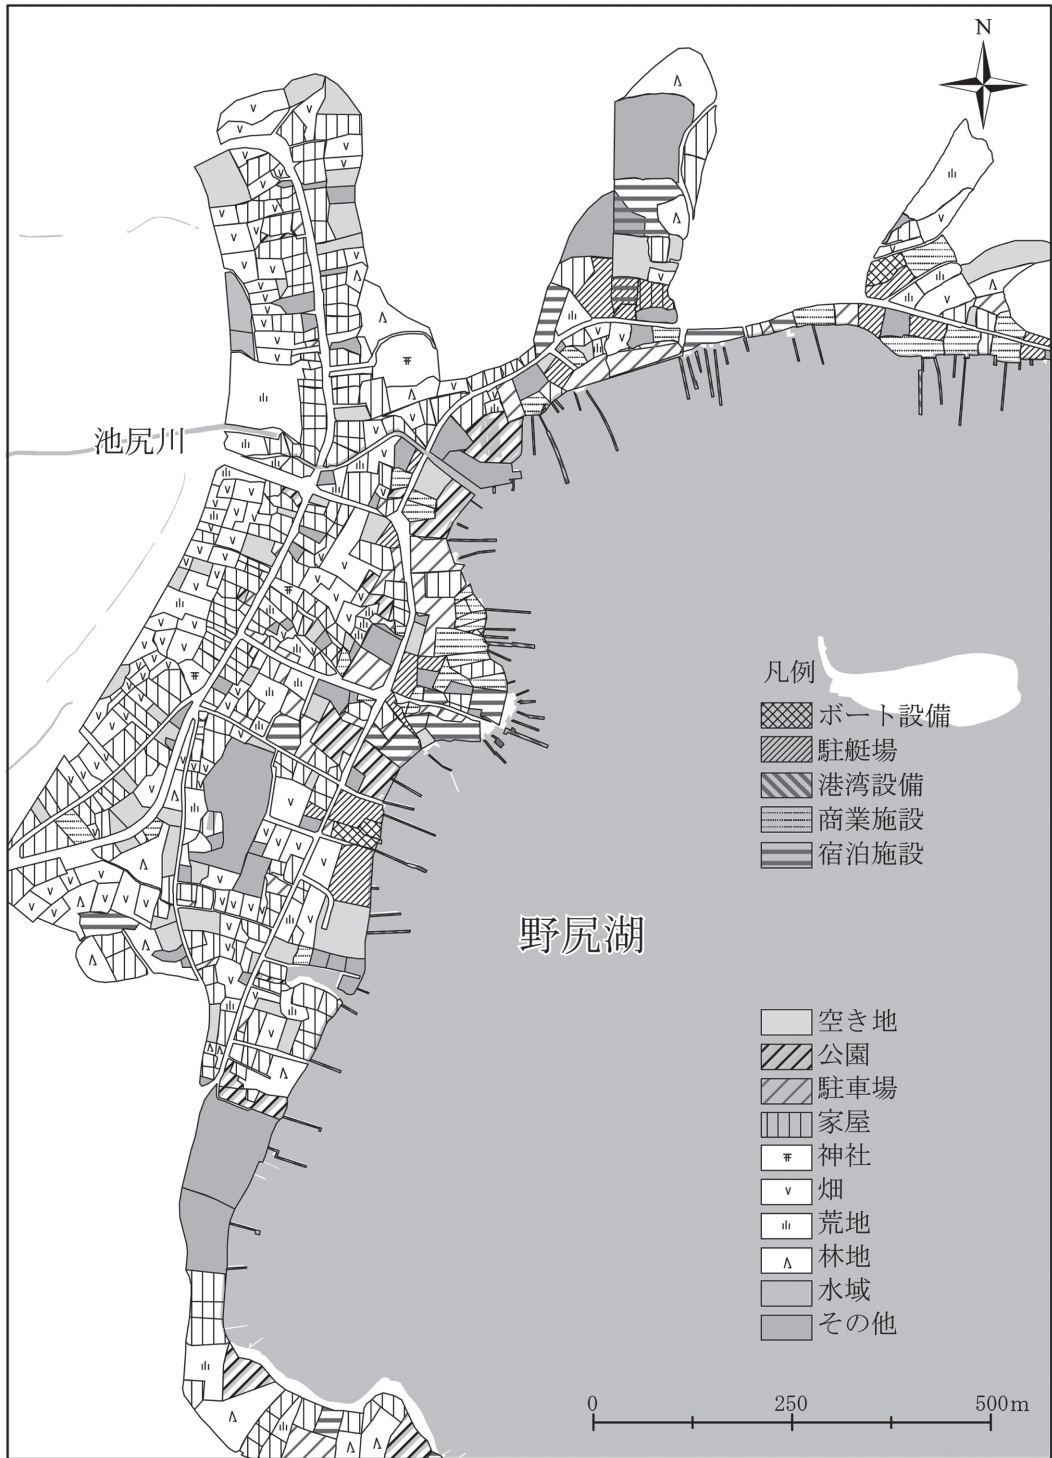 N
池尻川
凡例
ボート設備
駐艇場
港湾設備
商業施設
宿泊施設
野尻湖
空き地
公園
駐車場
家屋
神社
畑
荒地
林地
水域
その他
0 250 500m